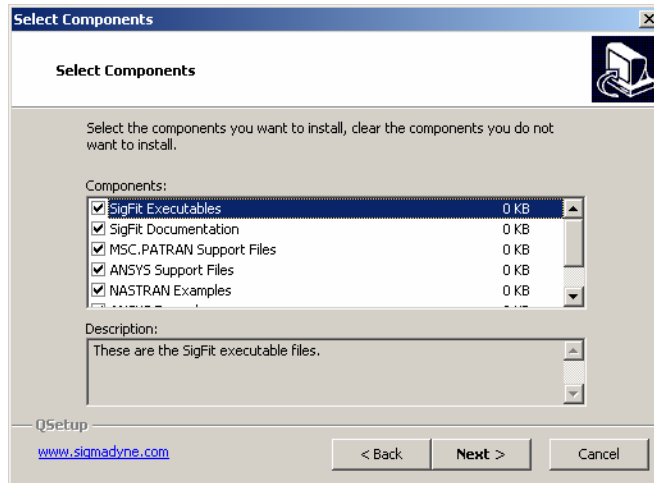 Select Components
Select Components
Select the components you want to install, clear the components you do not
want to install.
Components:
SigFit Executables 0 KB
SigFit Documentation 0 KB
MSC.PATRAN Support Files 0 KB
ANSYS Support Files 0 KB
NASTRAN Examples 0 KB
Description:
These are the SigFit executable files.
QSetup
www.sigmadyne.com
< Back Next > Cancel